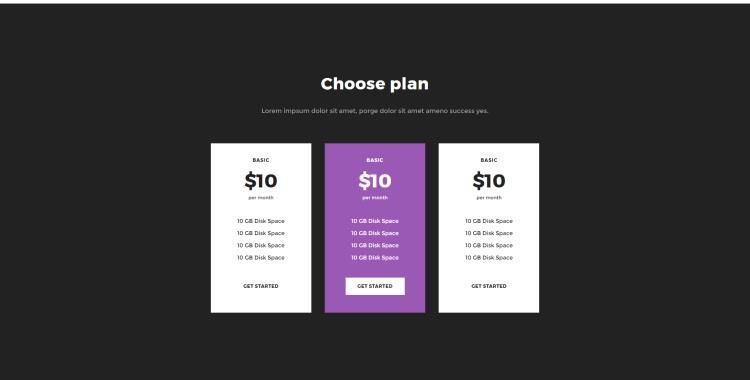 Choose plan
Lorem impsum dolor sit amet, porge dolor sit amet ameno success yes.
BASIC
$10
per month
10 GB Disk Space
10 GB Disk Space
10 GB Disk Space
10 GB Disk Space
GET STARTED
BASIC
$10
per month
10 GB Disk Space
10 GB Disk Space
10 GB Disk Space
10 GB Disk Space
GET STARTED
BASIC
$10
per month
10 GB Disk Space
10 GB Disk Space
10 GB Disk Space
10 GB Disk Space
GET STARTED